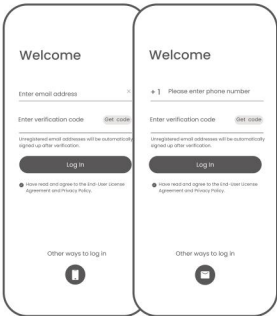 Welcome
Enter email address
Enter verification code Get code
Unregistered email addresses will be automatically
signed up after verification.
Log In
Have read and agree to the End- User License
Agreement and Privacy Policy.
Other ways to log in
Welcome
+ 1 Please enter phone number
Enter verification code Get code
Unregistered email addresses will be automatically
signed up after verification.
Log In
Have read and agree to the End- User License
Agreement and Privacy Policy.
Other ways to log in